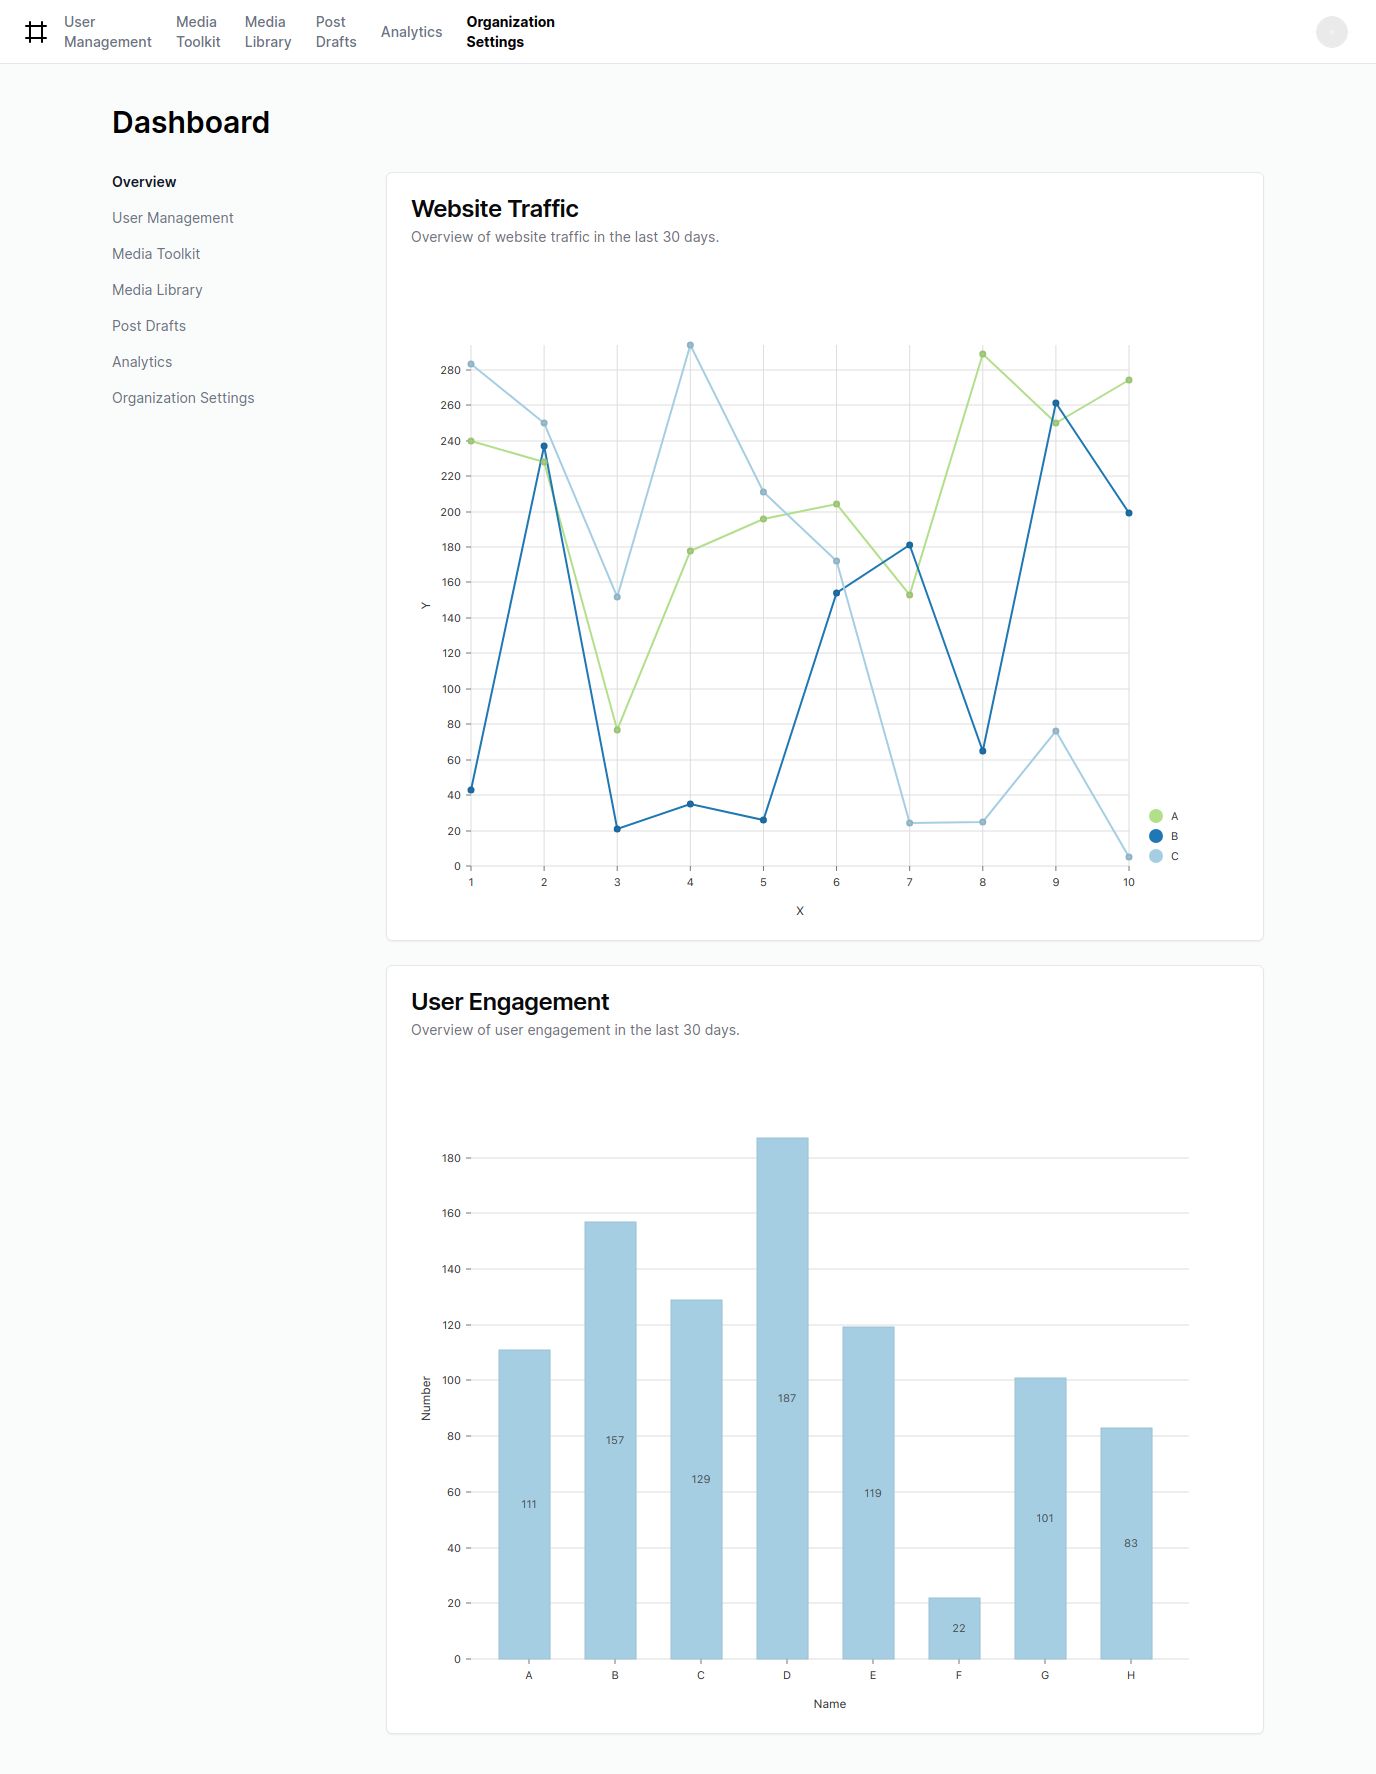 User Management
Media Toolkit
Media Library
Post Drafts
Analytics
Organization Settings
Dashboard
Overview
User Management
Media Toolkit
Media Library
Post Drafts
Analytics
Organization Settings
Website Traffic
Overview of website traffic in the last 30 days.
280
260
240
220
200
180
160
140
120
100
80
60
40
20
0
Y
1 2 3 4 5 6 7 8 9 10
X
A
B
C
User Engagement
Overview of user engagement in the last 30 days.
180
160
140
120
100
80
60
40
20
0
Number
111 157 129 187 119 22 101 83
A B C D E F G H
Name